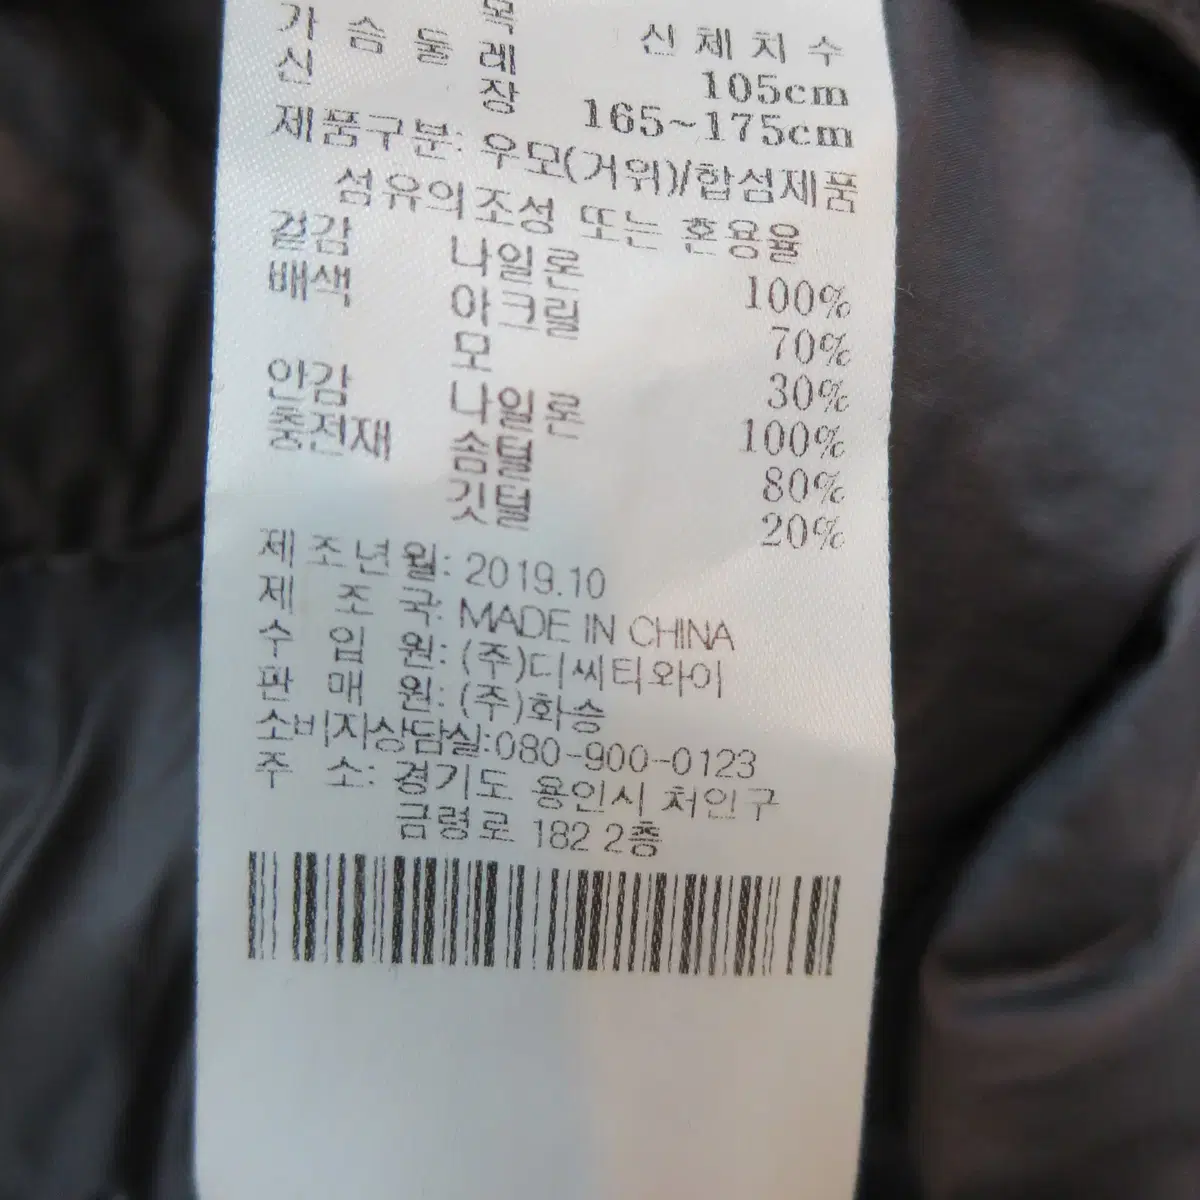 목 신체치수
가슴둘레 105cm
신장 165~175cm
제품구분: 우모(거위)/합섬제품
섬유의조성 또는 혼용율
겉감 나일론 100%
배색 아크릴 70%
모 30%
안감 나일론 100%
충전재 솜털 80%
깃털 20%
제조년월: 2019.10
제조국: MADE IN CHINA
수입원: (주)디씨티와이
판매원: (주)화승
소비자상담실:080-900-0123
주소: 경기도 용인시 처인구
금령로 182 2층